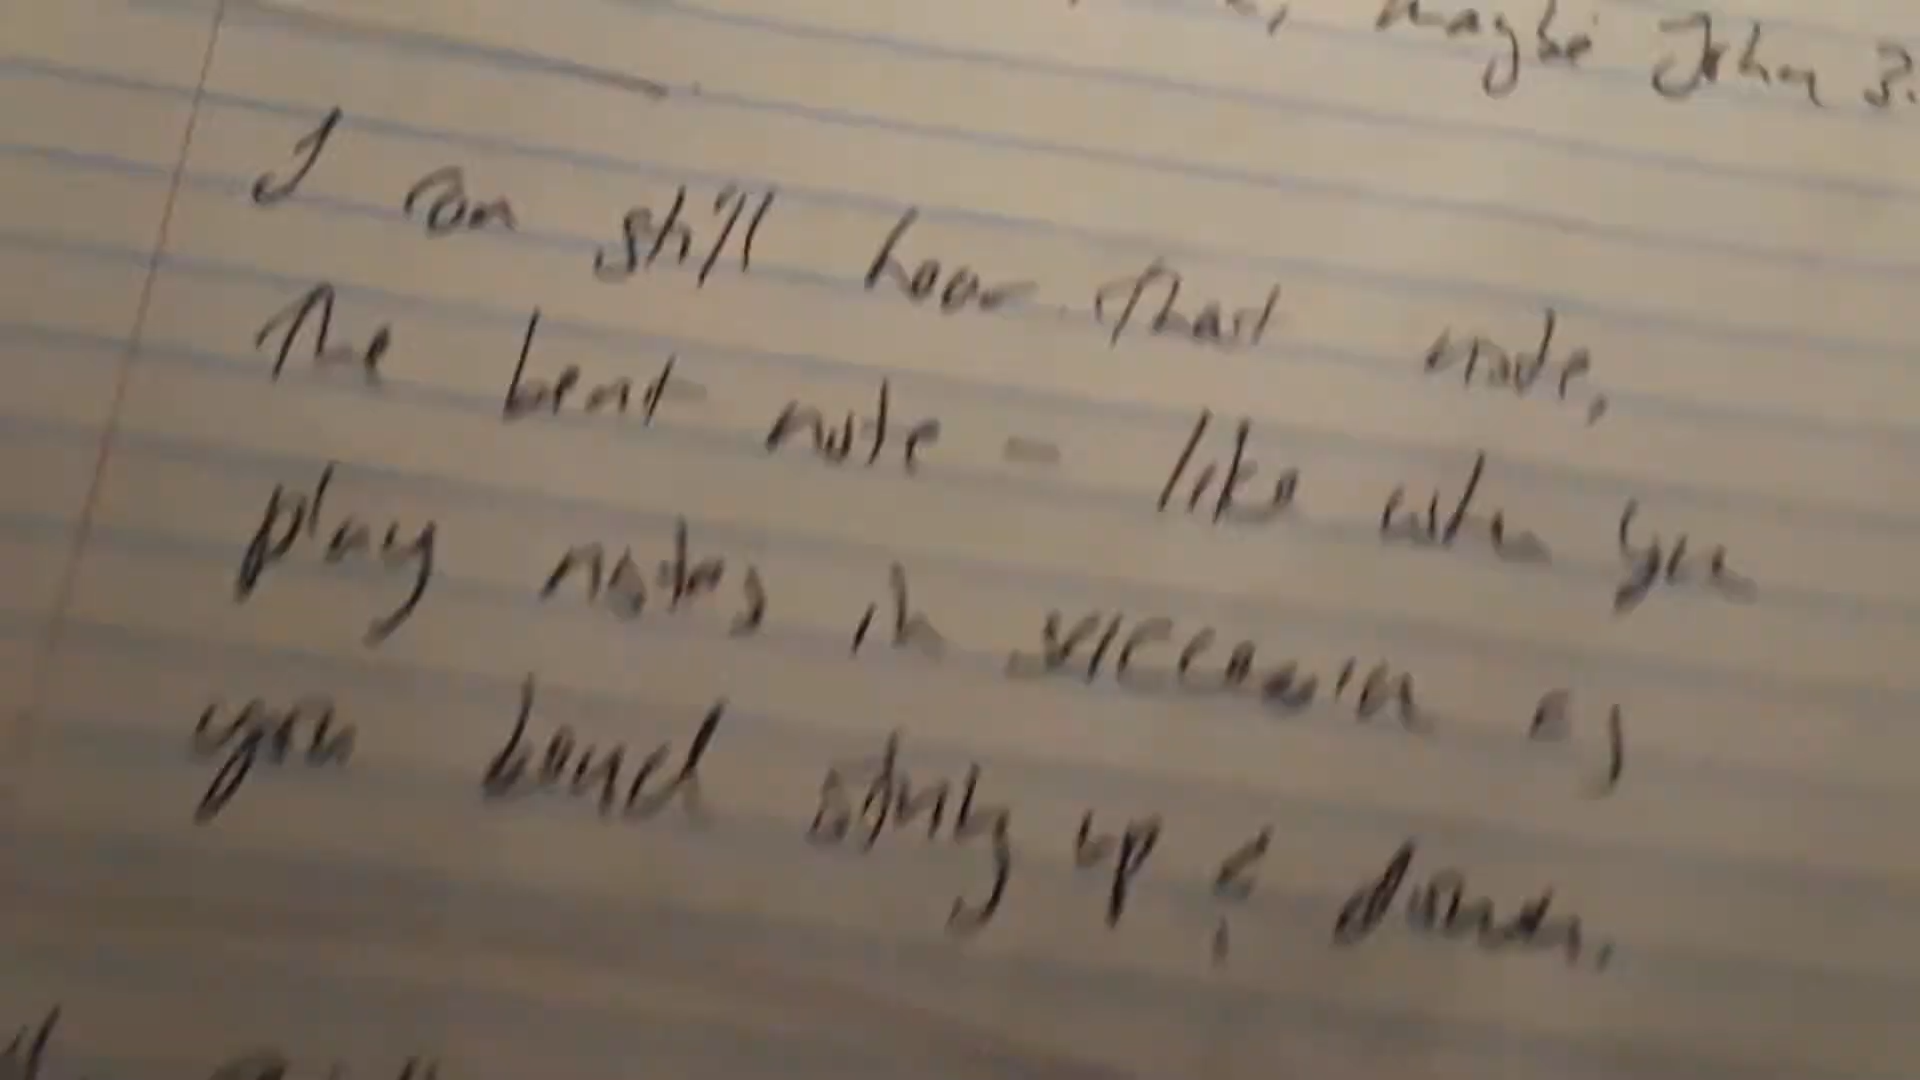 maybe John 3.
I can still hear that note,
The bent note - like when you
play notes in succession as
you bend string up & down.